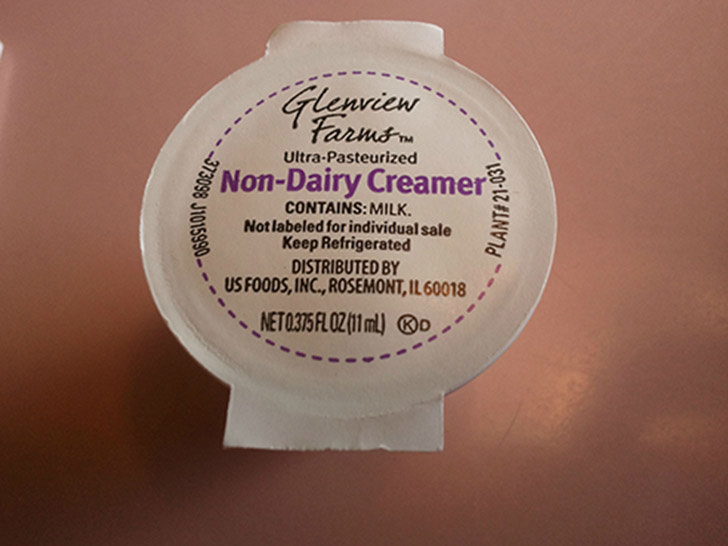 Glenview
Farms™
Ultra-Pasteurized
Non-Dairy Creamer
CONTAINS: MILK.
Not labeled for individual sale
Keep Refrigerated
DISTRIBUTED BY
US FOODS, INC., ROSEMONT, IL 60018
NET 0.375 FL OZ (11 mL) K D
373098 J1015990
PLANT# 21-031